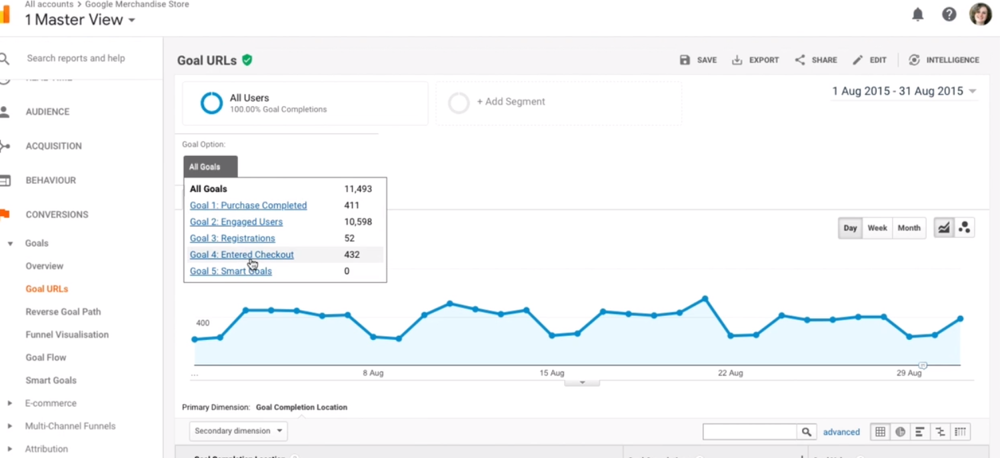 All accounts > Google Merchandise Store
1 Master View
Search reports and help
AUDIENCE
ACQUISITION
BEHAVIOUR
CONVERSIONS
Goals
Overview
Goal URLs
Reverse Goal Path
Funnel Visualisation
Goal Flow
Smart Goals
E-commerce
Multi-Channel Funnels
Attribution
Goal URLs
SAVE EXPORT SHARE EDIT INTELLIGENCE
All Users
100.00% Goal Completions
+ Add Segment
1 Aug 2015 - 31 Aug 2015
Goal Option:
All Goals
All Goals 11,493
Goal 1: Purchase Completed 411
Goal 2: Engaged Users 10,598
Goal 3: Registrations 52
Goal 4: Entered Checkout 432
Goal 5: Smart Goals 0
Day Week Month
400
... 8 Aug 15 Aug 22 Aug 29 Aug
Primary Dimension: Goal Completion Location
Secondary dimension
advanced